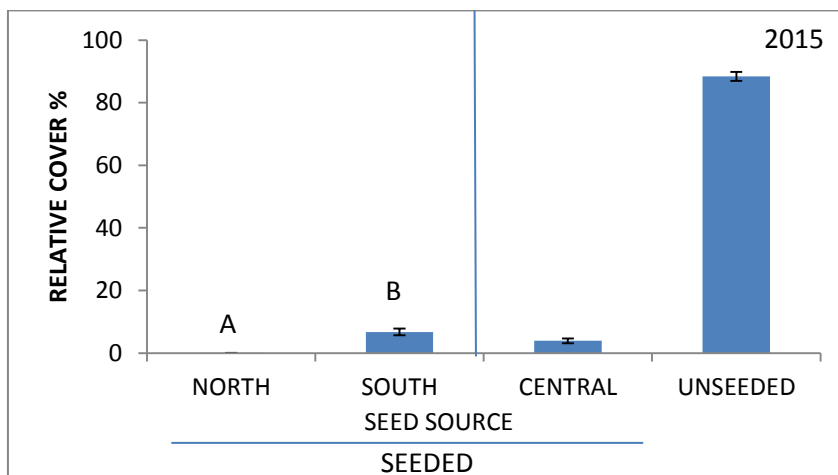 2015
RELATIVE COVER %
100
80
60
40
20
0
A
B
NORTH SOUTH CENTRAL UNSEEDED
SEED SOURCE
SEEDED